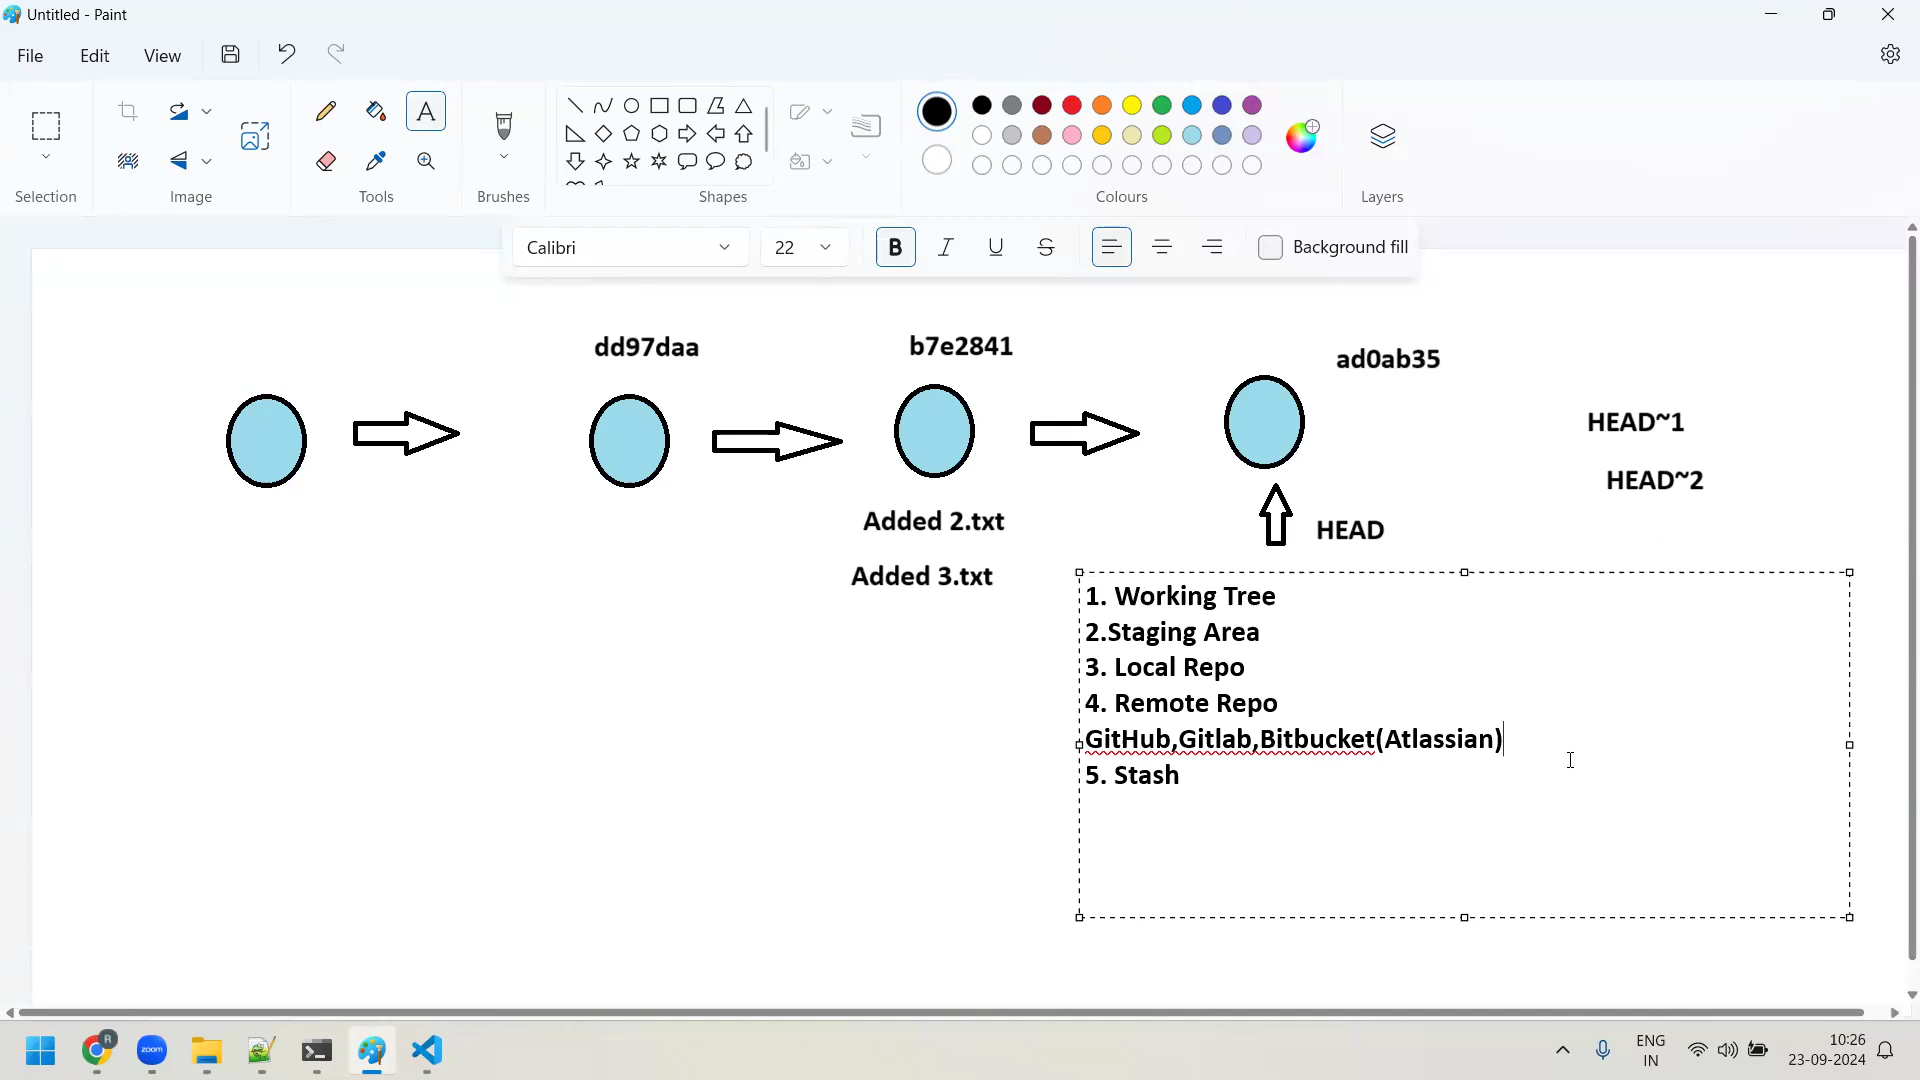 Untitled - Paint
File Edit View
Selection Image Tools Brushes Shapes Colours Layers
Calibri 22 B I U S Background fill
dd97daa b7e2841 ad0ab35
HEAD~1
HEAD~2
Added 2.txt
HEAD
Added 3.txt
1. Working Tree
2.Staging Area
3. Local Repo
4. Remote Repo
GitHub,Gitlab,Bitbucket(Atlassian)
5. Stash
R
zoom
ENG
IN
10:26
23-09-2024